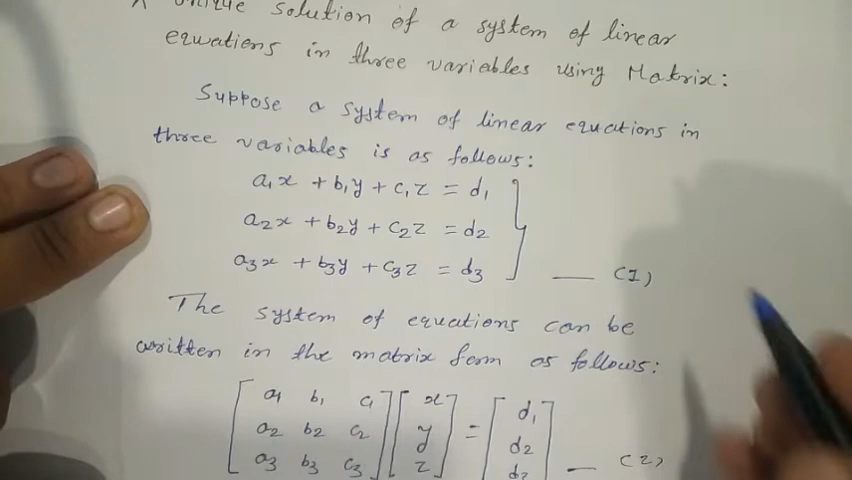 A unique solution of a system of linear
equations in three variables using Matrix:
Suppose a system of linear equations in
three variables is as follows:
a₁x + b₁y + c₁z = d₁
a₂x + b₂y + c₂z = d₂
a₃x + b₃y + c₃z = d₃ — (1)
The system of equations can be
written in the matrix form as follows:
[ a₁ b₁ c₁ ] [ x ] = [ d₁ ]
[ a₂ b₂ c₂ ] [ y ] = [ d₂ ]
[ a₃ b₃ c₃ ] [ z ] = [ d₃ ] — (2)